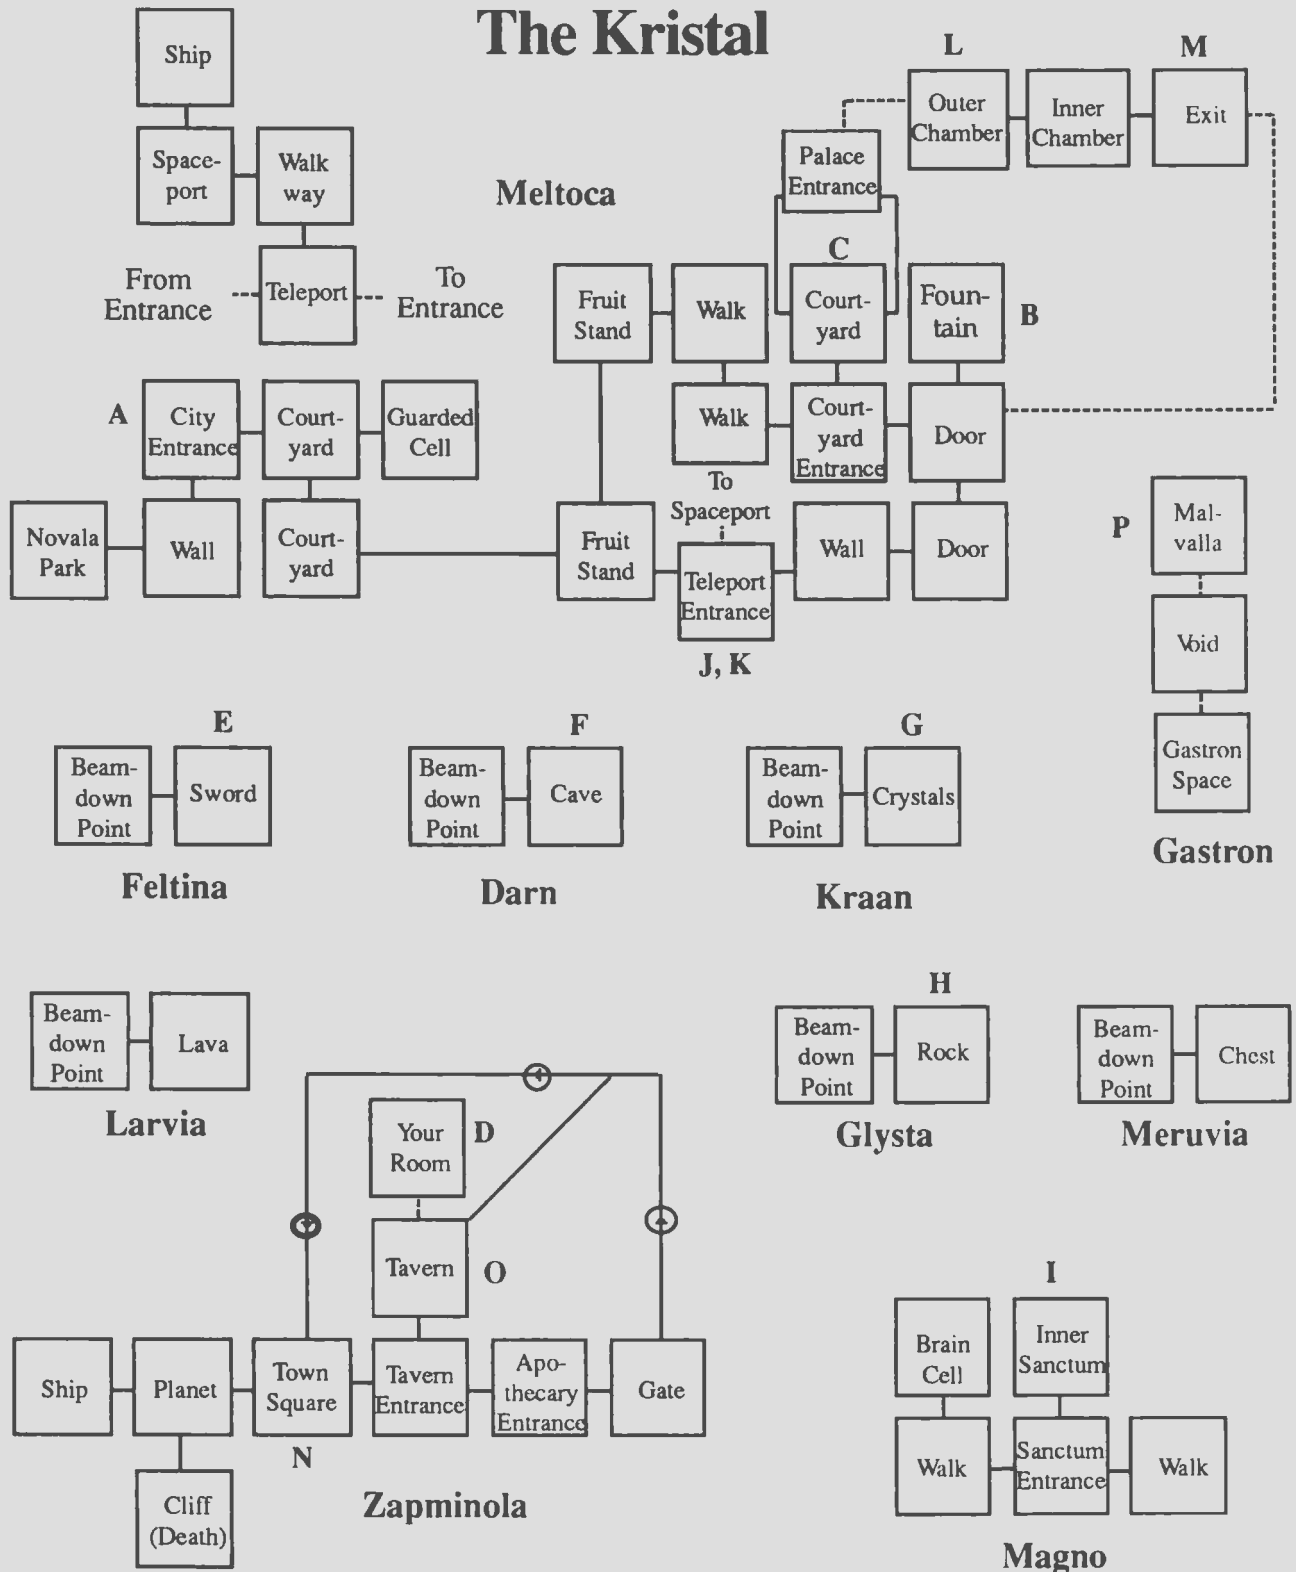 The Kristal
Ship
Space-
port
Walk
way
From
Entrance
Teleport
To
Entrance
Meltoca
L
M
Outer
Chamber
Inner
Chamber
Exit
Palace
Entrance
C
Fruit
Stand
Walk
Court-
yard
Foun-
tain
B
A
City
Entrance
Court-
yard
Guarded
Cell
Walk
Court-
yard
Entrance
Door
Novala
Park
Wall
Court-
yard
Fruit
Stand
To
Spaceport
Teleport
Entrance
J, K
Wall
Door
P
Mal-
valla
Void
Gastron
Space
Gastron
E
Beam-
down
Point
Sword
Feltina
F
Beam-
down
Point
Cave
Darn
G
Beam-
down
Point
Crystals
Kraan
Beam-
down
Point
Lava
Larvia
H
Beam-
down
Point
Rock
Glysta
Beam-
down
Point
Chest
Meruvia
Your
Room
D
Tavern
O
Ship
Planet
Town
Square
Tavern
Entrance
Apo-
thecary
Entrance
Gate
N
Cliff
(Death)
Zapminola
I
Brain
Cell
Inner
Sanctum
Walk
Sanctum
Entrance
Walk
Magno